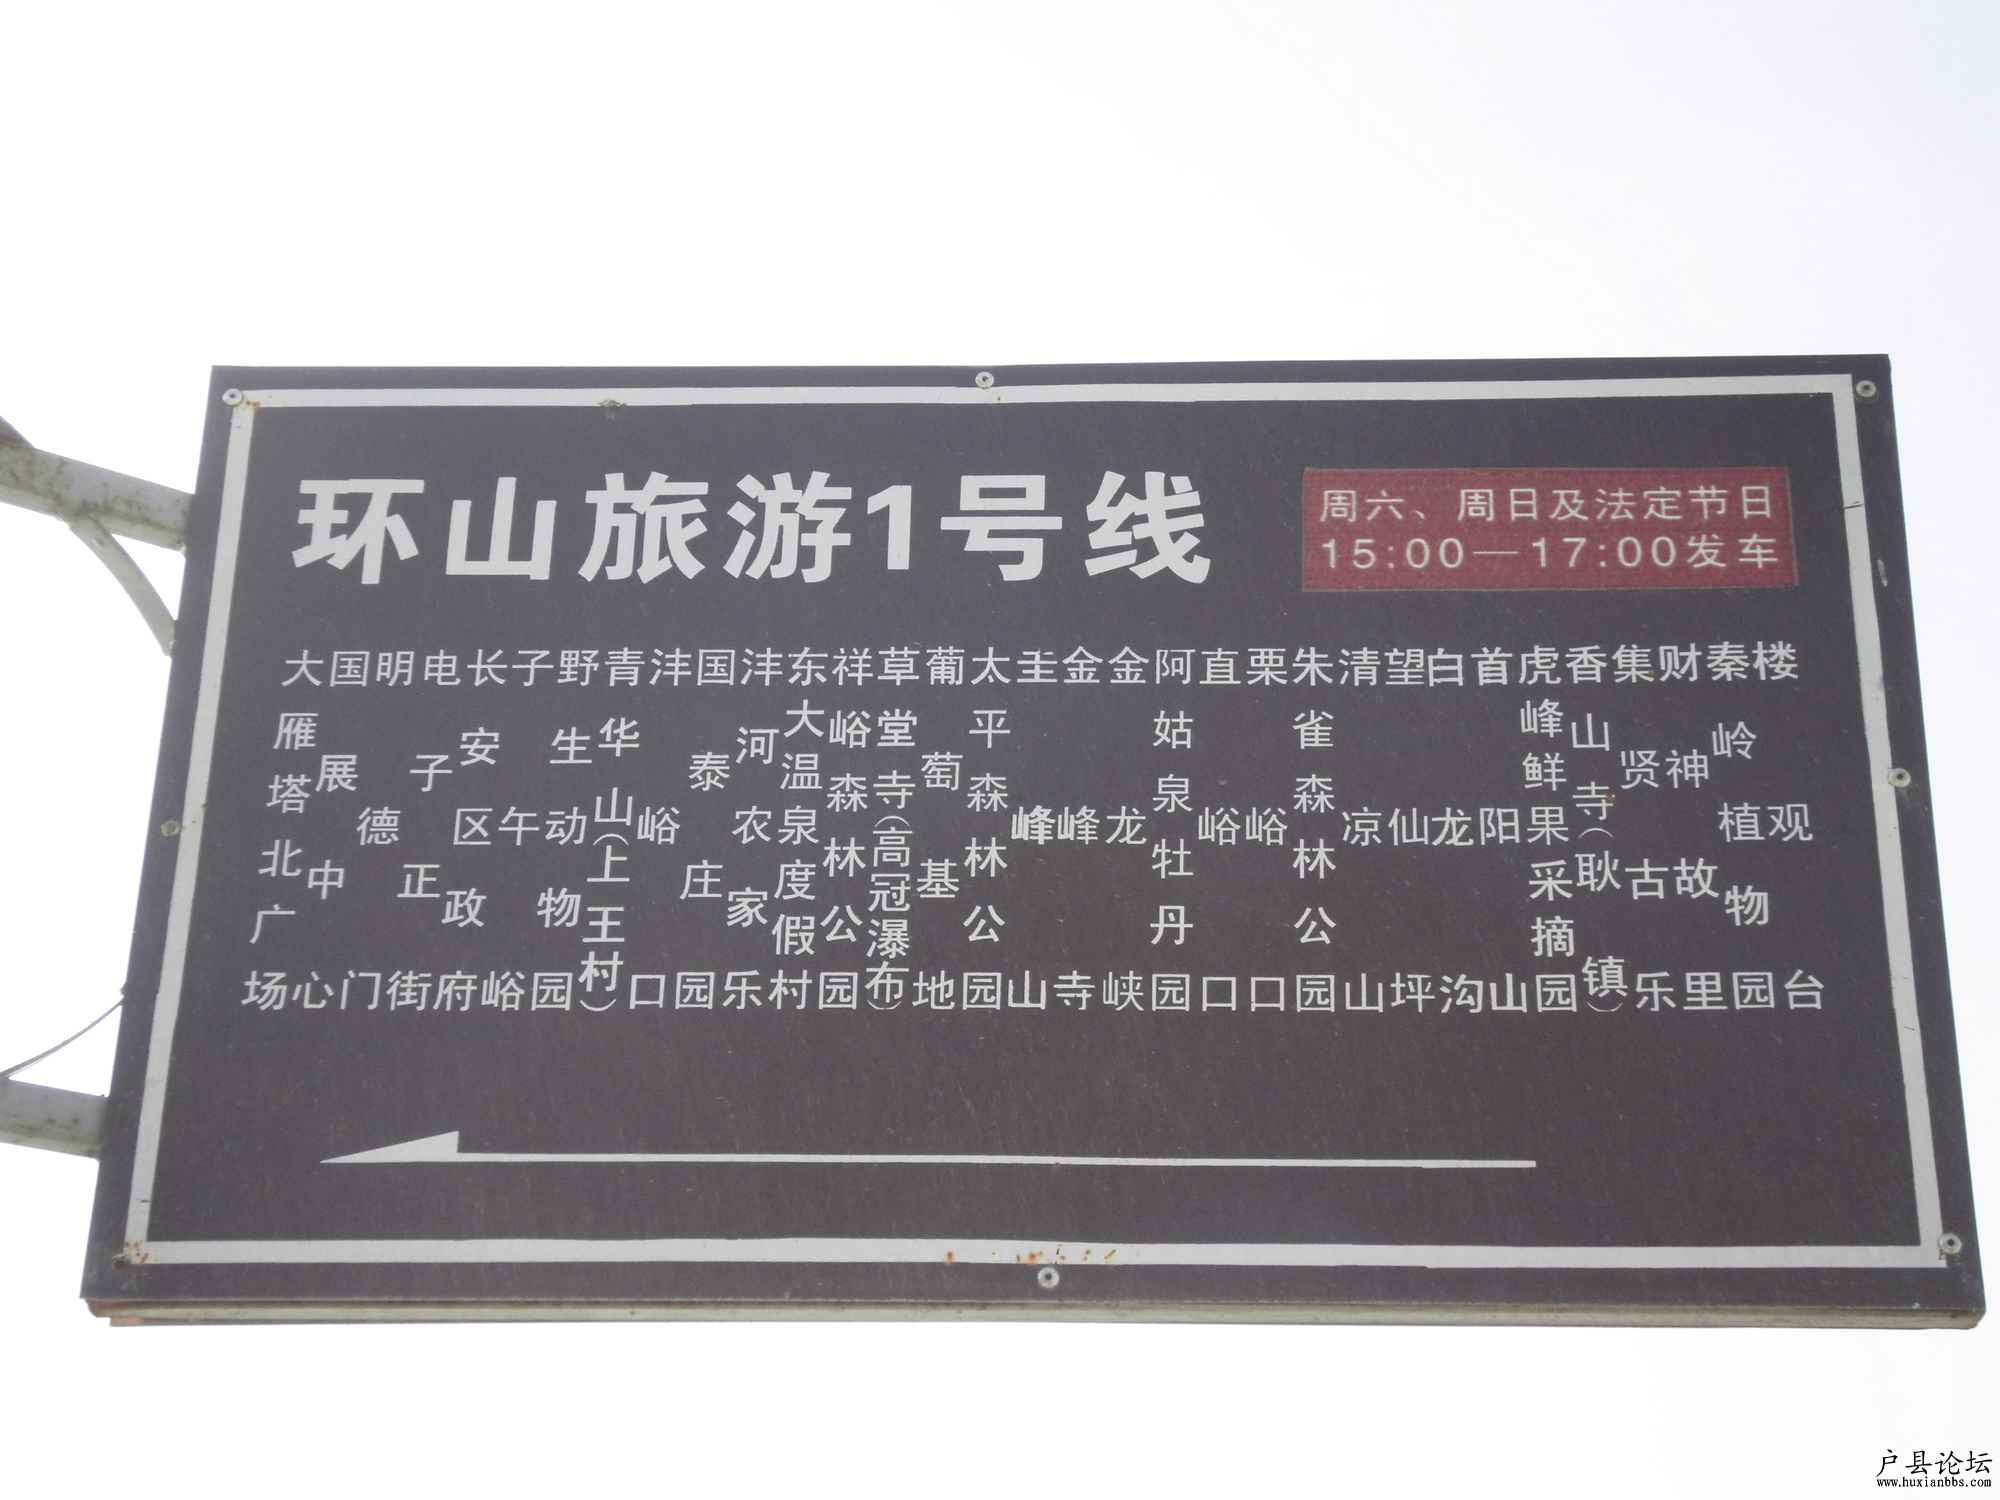 环山旅游1号线
周六、周日及法定节日
15:00—17:00发车
大雁塔北广场
国展中心
明德门
电子正街
长安区政府
子午峪
野生动物园
青华山(上王村)
沣峪口
国泰庄园
沣河农家乐
东大温泉度假村
祥峪森林公园
草堂寺(高冠瀑布)
葡萄基地
太平森林公园
圭峰山
金峰寺
金龙峡
阿姑泉牡丹园
直峪口
栗峪口
朱雀森林公园
清凉山
望仙坪
白龙沟
首阳山
虎峰鲜果采摘园
香山寺(耿镇)
集贤古乐
财神故里
秦岭植物园
楼观台
户县论坛
www.huxianbbs.com